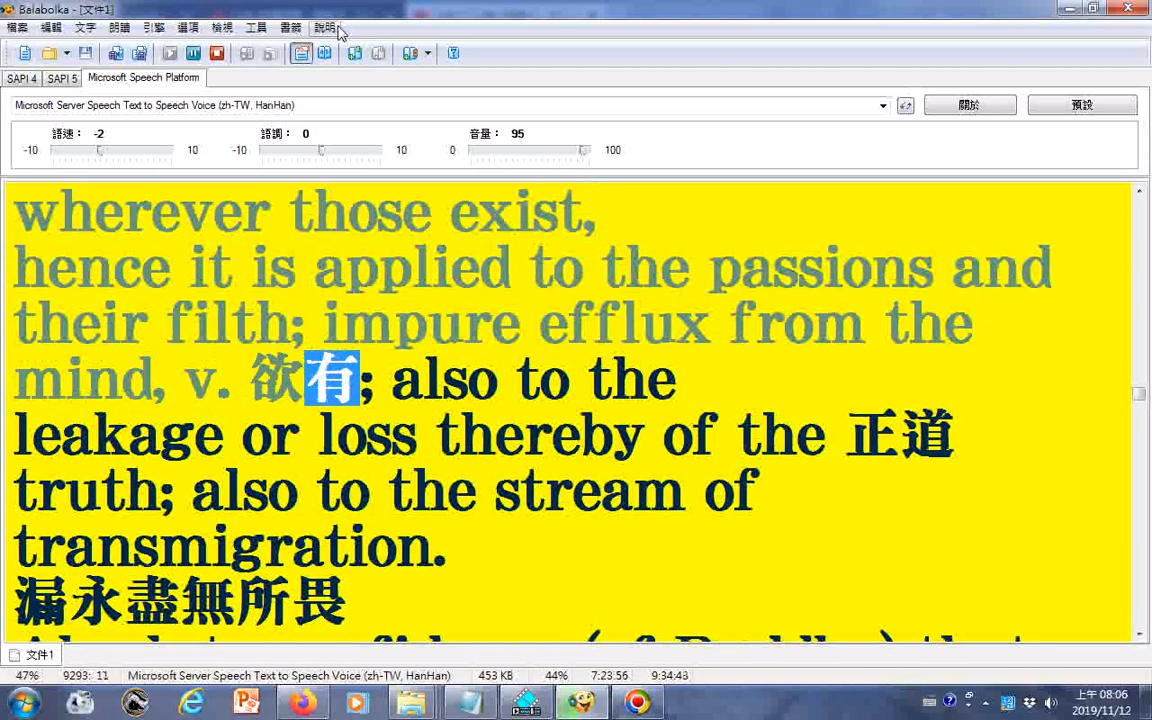 Balabolka - [文件1]
檔案 編輯 文字 朗讀 引擎 選項 檢視 工具 書籤 說明
SAPI 4 SAPI 5 Microsoft Speech Platform
Microsoft Server Speech Text to Speech Voice (zh-TW, HanHan) 關於 預設
語速： -2 語調： 0 音量： 95
-10 10 -10 10 0 100
wherever those exist,
hence it is applied to the passions and
their filth; impure efflux from the
mind, v. 欲有; also to the
leakage or loss thereby of the 正道
truth; also to the stream of
transmigration.
漏永盡無所畏
文件1
47% 9293: 11 Microsoft Server Speech Text to Speech Voice (zh-TW, HanHan) 453 KB 44% 7:23:56 9:34:43
上午 08:06
2019/11/12